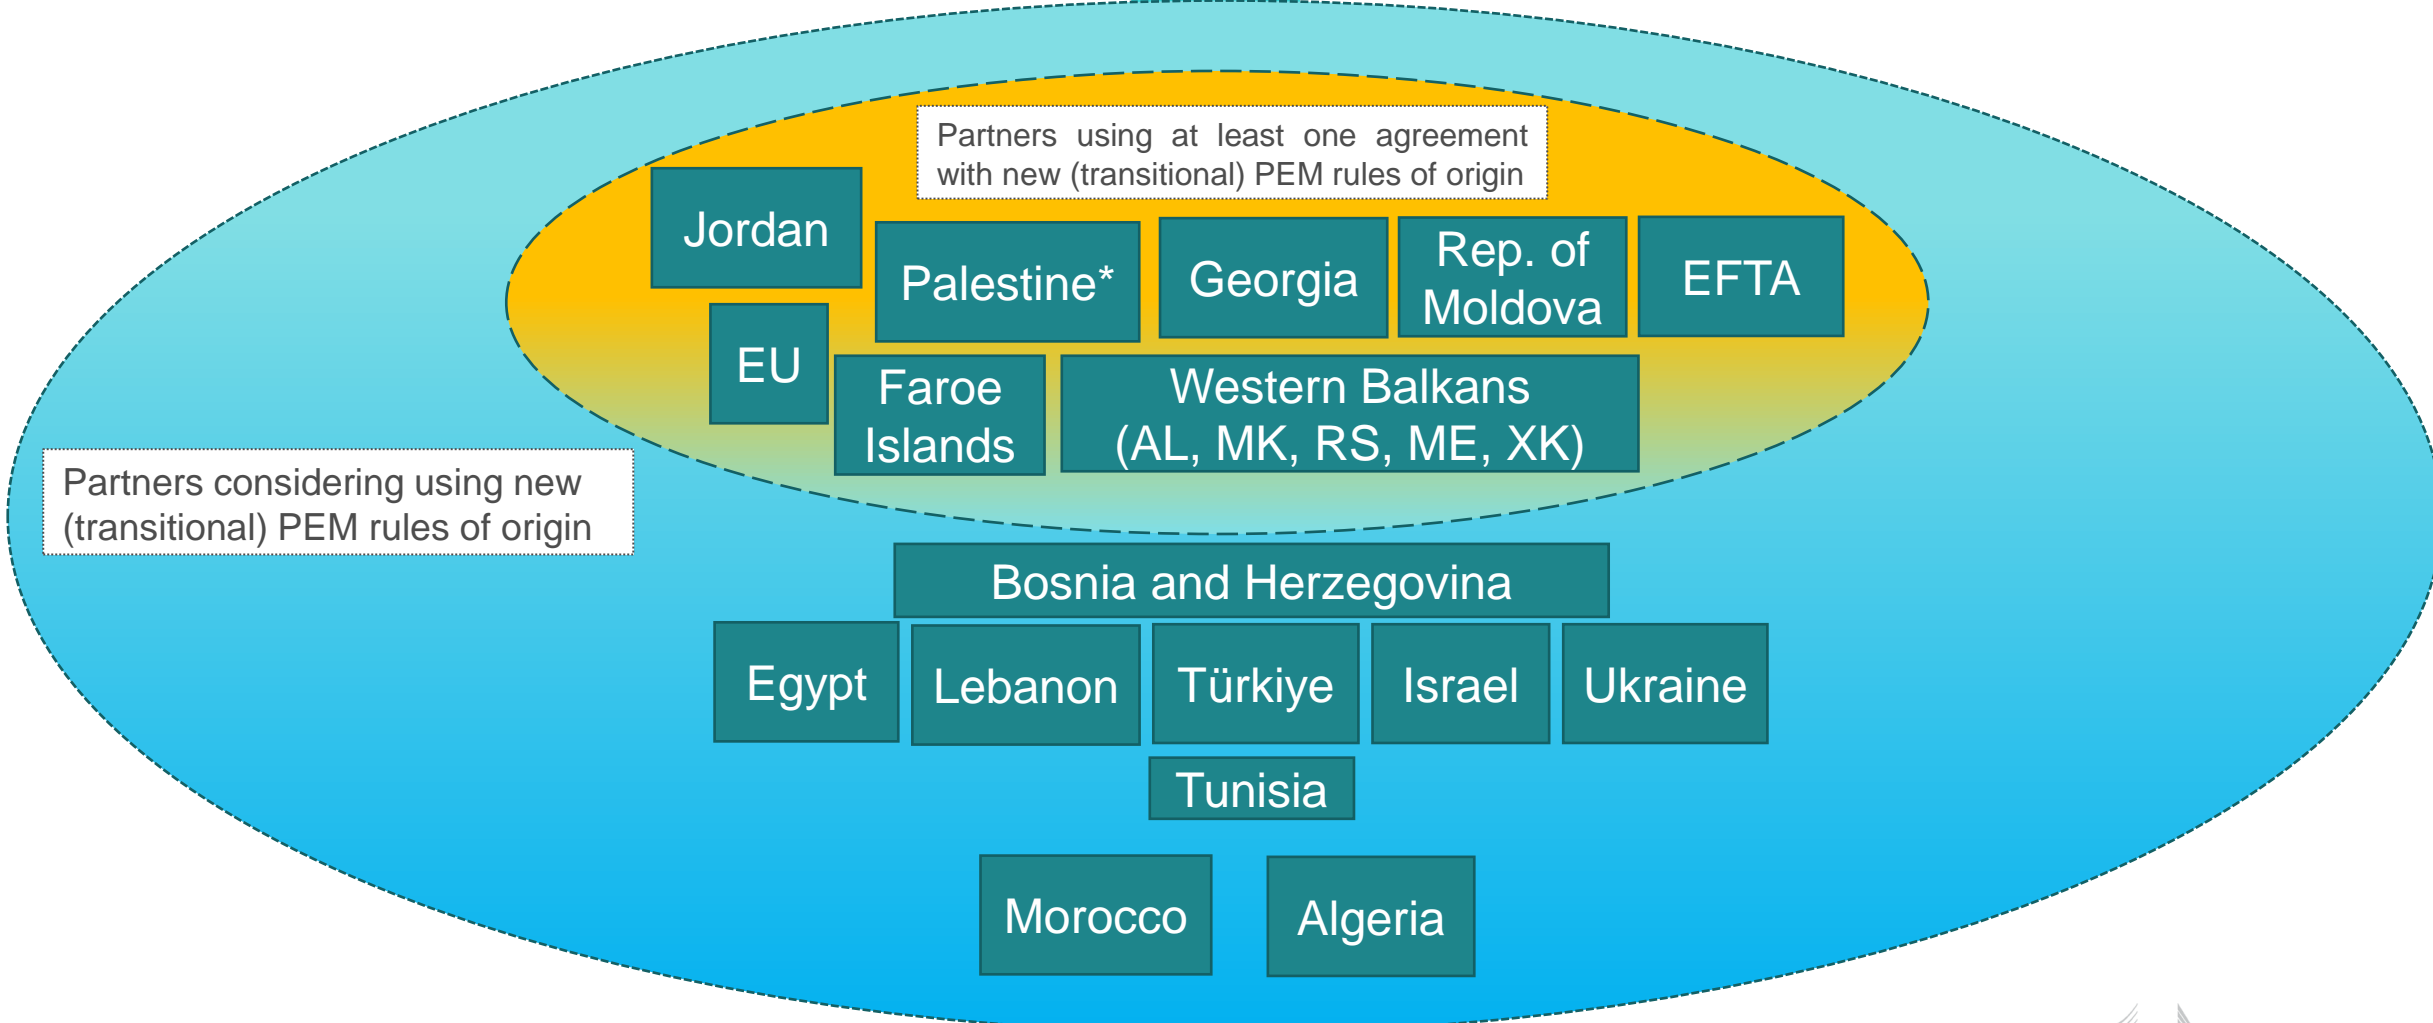 Partners using at least one agreement
with new (transitional) PEM rules of origin
Jordan
Palestine*
Georgia
Rep. of
Moldova
EFTA
EU
Faroe
Islands
Western Balkans
(AL, MK, RS, ME, XK)
Partners considering using new
(transitional) PEM rules of origin
Bosnia and Herzegovina
Egypt
Lebanon
Türkiye
Israel
Ukraine
Tunisia
Morocco
Algeria